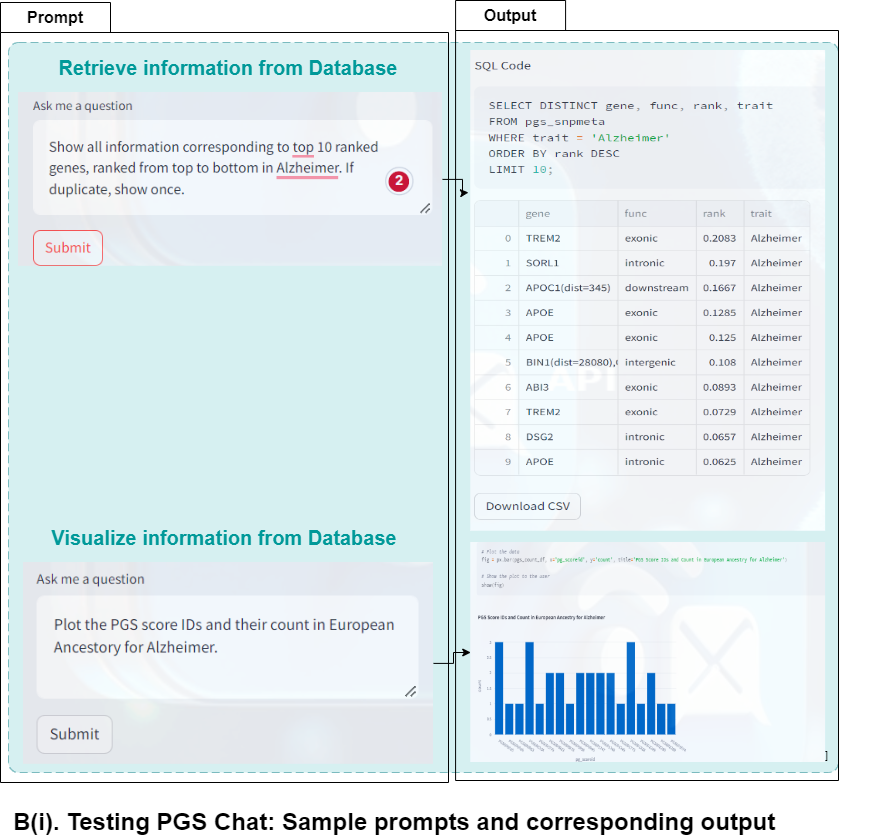 Prompt
Output
Retrieve information from Database
Ask me a question
Show all information corresponding to top 10 ranked
genes, ranked from top to bottom in Alzheimer. If
duplicate, show once.
2
Submit
SQL Code
SELECT DISTINCT gene, func, rank, trait
FROM pgs_snpmeta
WHERE trait = 'Alzheimer'
ORDER BY rank DESC
LIMIT 10;
gene func rank trait
0 TREM2 exonic 0.2083 Alzheimer
1 SORL1 intronic 0.197 Alzheimer
2 APOC1(dist=345) downstream 0.1667 Alzheimer
3 APOE exonic 0.1285 Alzheimer
4 APOE exonic 0.125 Alzheimer
5 BIN1(dist=28080), intergenic 0.108 Alzheimer
6 ABI3 exonic 0.0893 Alzheimer
7 TREM2 exonic 0.0729 Alzheimer
8 DSG2 intronic 0.0657 Alzheimer
9 APOE intronic 0.0625 Alzheimer
API
Download CSV
Visualize information from Database
Ask me a question
Plot the PGS score IDs and their count in European
Ancestory for Alzheimer.
Submit
# Plot the data
fig = px.bar(pgs_count_df, x='pg_scoreid', y='count', title='PGS Score IDs and Count in European Ancestry for Alzheimer')
# Show the plot to the user
show(fig)
PGS Score IDs and Count in European Ancestry for Alzheimer
count
pg_scoreid
]
B(i). Testing PGS Chat: Sample prompts and corresponding output